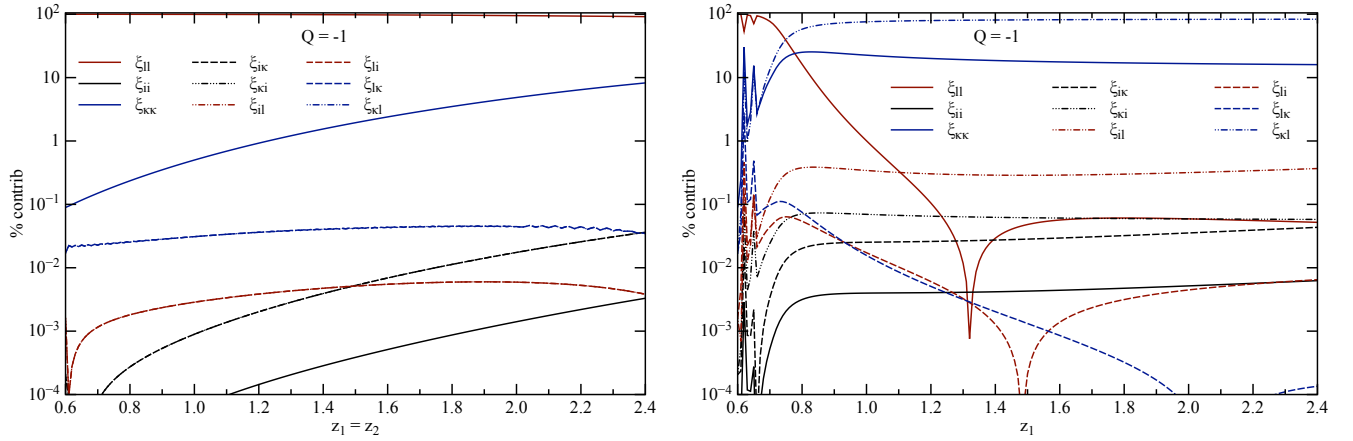 10²
10
1
10⁻¹
10⁻²
10⁻³
10⁻⁴
% contrib
Q = -1
ξₗₗ ξᵢₖ ξₗᵢ
ξᵢᵢ ξκᵢ ξₗκ
ξκκ ξᵢₗ ξκₗ
0.6 0.8 1.0 1.2 1.4 1.6 1.8 2.0 2.2 2.4
z₁ = z₂
10²
10
1
10⁻¹
10⁻²
10⁻³
10⁻⁴
% contrib
Q = -1
ξₗₗ ξᵢκ ξₗᵢ
ξᵢᵢ ξκᵢ ξₗκ
ξκκ ξᵢₗ ξκₗ
0.6 0.8 1.0 1.2 1.4 1.6 1.8 2.0 2.2 2.4
z₁